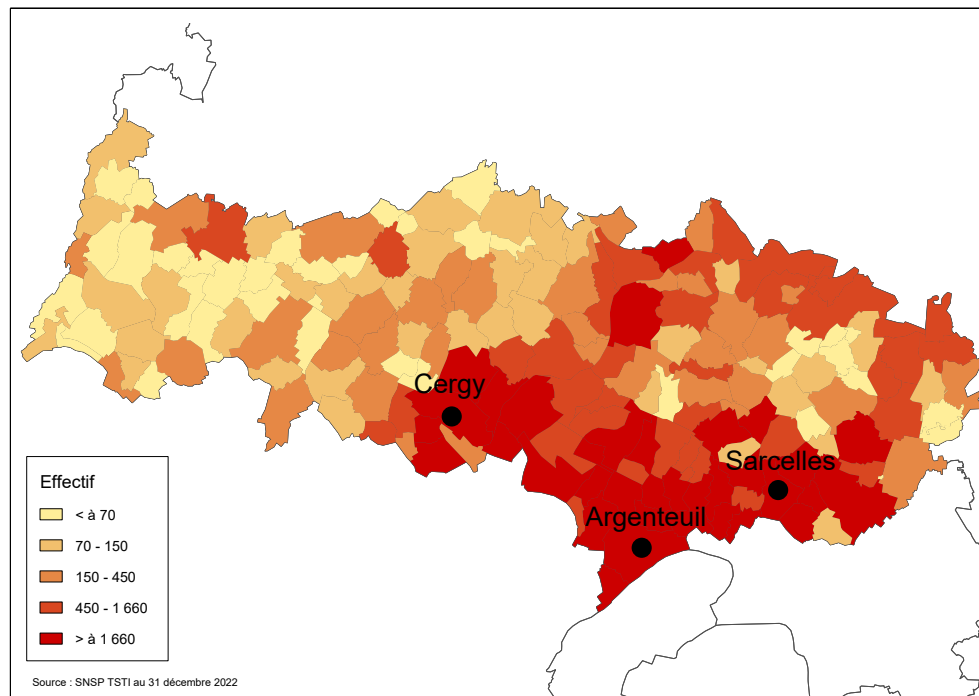 Cergy
Sarcelles
Argenteuil
Effectif
< à 70
70 - 150
150 - 450
450 - 1 660
> à 1 660
Source : SNSP TSTI au 31 décembre 2022